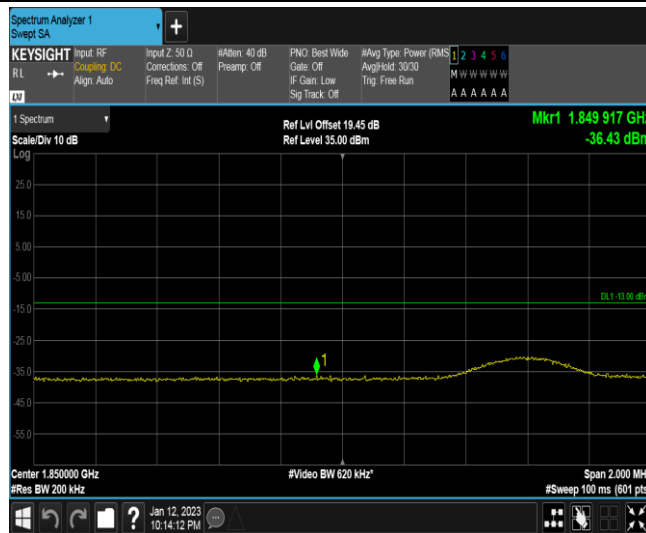 Spectrum Analyzer 1
Swept SA
KEYSIGHT
RL
LXI
Input: RF
Coupling: DC
Align: Auto
Input Z: 50 Ω
Corrections: Off
Freq Ref: Int (S)
#Atten: 40 dB
Preamp: Off
PNO: Best Wide
Gate: Off
IF Gain: Low
Sig Track: Off
#Avg Type: Power (RMS
Avg|Hold: 30/30
Trig: Free Run
1 2 3 4 5 6
M W W W W W
A A A A A A
1 Spectrum
Scale/Div 10 dB
Log
Ref Lvl Offset 19.45 dB
Ref Level 35.00 dBm
Mkr1 1.849 917 GHz
-36.43 dBm
25.0
15.0
5.00
-5.00
DL1 -13.00 dBm
-15.0
-25.0
1
-35.0
-45.0
-55.0
Center 1.850000 GHz
#Video BW 620 kHz*
Span 2.000 MH
#Res BW 200 kHz
#Sweep 100 ms (601 pts
?
Jan 12, 2023
10:14:12 PM